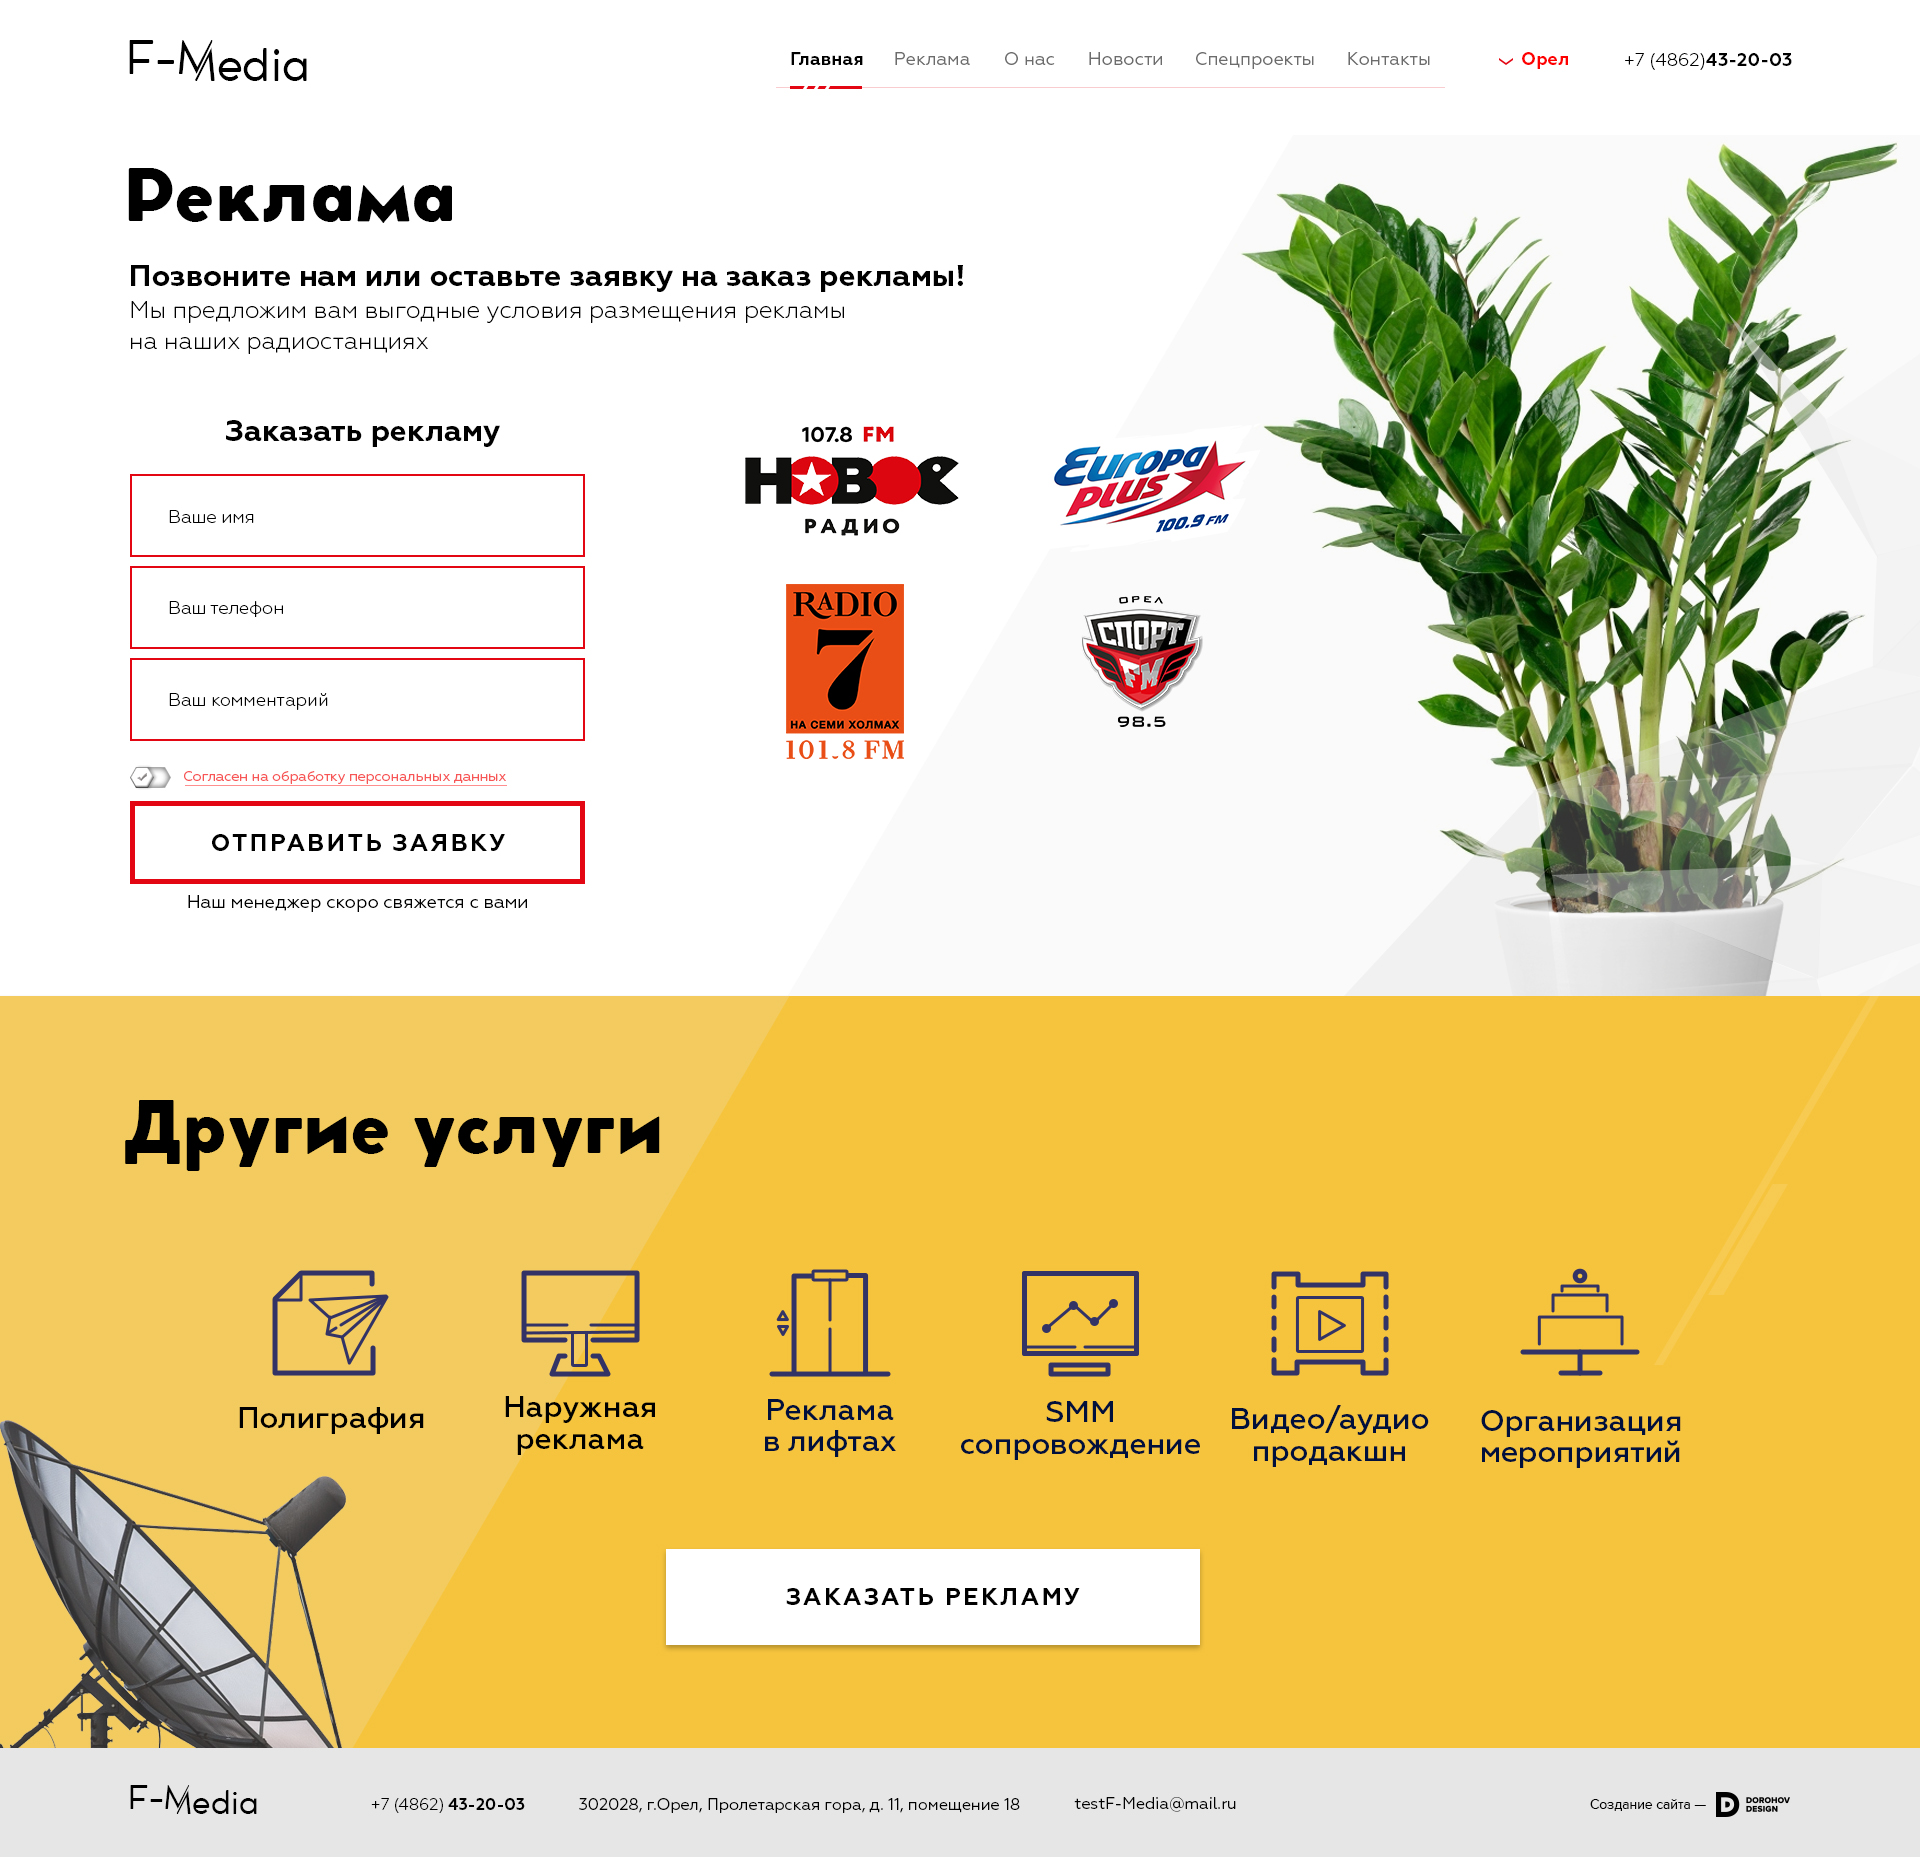 F-Media
Главная Реклама О нас Новости Спецпроекты Контакты
Орел
+7 (4862)43-20-03
Реклама
Позвоните нам или оставьте заявку на заказ рекламы!
Мы предложим вам выгодные условия размещения рекламы
на наших радиостанциях
Заказать рекламу
Ваше имя
Ваш телефон
Ваш комментарий
Согласен на обработку персональных данных
ОТПРАВИТЬ ЗАЯВКУ
Наш менеджер скоро свяжется с вами
107.8 FM
НОВОЕ
РАДИО
Europa
PLUS
100.9 FM
RADIO
7
НА СЕМИ ХОЛМАХ
101.8 FM
ОРЕЛ
СПОРТ
FM
98.5
Другие услуги
Полиграфия
Наружная
реклама
Реклама
в лифтах
SMM
сопровождение
Видео/аудио
продакшн
Организация
мероприятий
ЗАКАЗАТЬ РЕКЛАМУ
F-Media
+7 (4862) 43-20-03
302028, г.Орел, Пролетарская гора, д. 11, помещение 18
testF-Media@mail.ru
Создание сайта —
D
DOROHOV
DESIGN